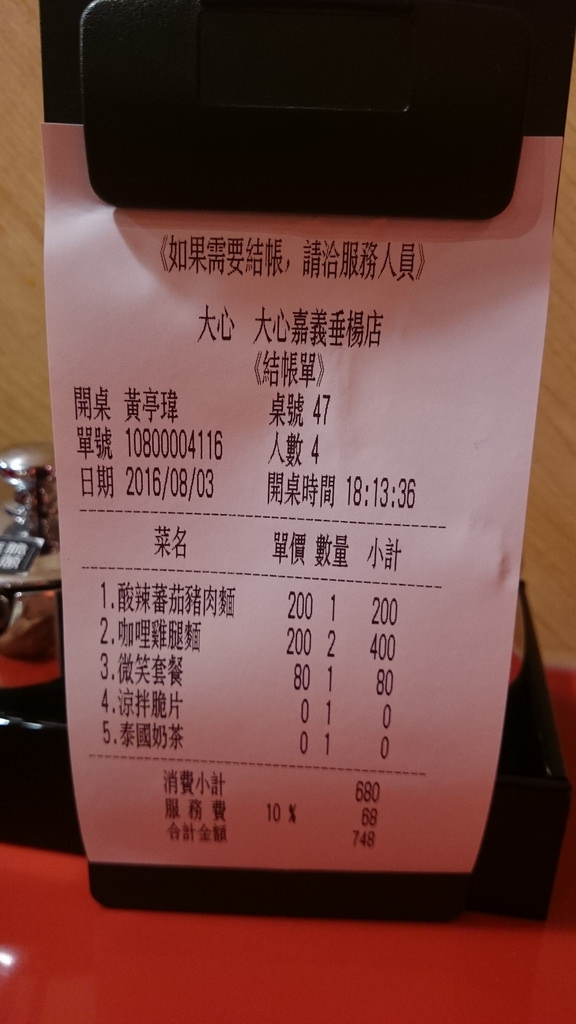 《如果需要結帳，請洽服務人員》
大心 大心嘉義垂楊店
《結帳單》
開桌 黃亭瑋 桌號 47
單號 10800004116 人數 4
日期 2016/08/03 開桌時間 18:13:36
菜名 單價 數量 小計
1.酸辣蕃茄豬肉麵 200 1 200
2.咖哩雞腿麵 200 2 400
3.微笑套餐 80 1 80
4.涼拌脆片 0 1 0
5.泰國奶茶 0 1 0
消費小計 680
服務費 10 % 68
合計金額 748